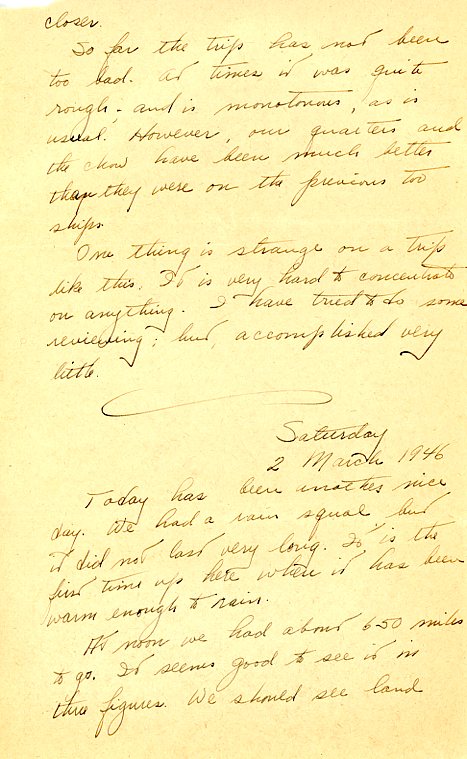 closer.
So far the trip has not been
too bad. At times it was quite
rough - and is monotonous, as is
usual. However, our quarters and
the chow have been much better
than they were on the previous too
ships.
One thing is strange on a trip
like this. It is very hard to concentrate
on anything. I have tried to do some
reviewing; but, accomplished very
little.
Saturday
2 March 1946
Today has been another nice
day. We had a rain squal but
it did not last very long. It is the
first time up here when it has been
warm enough to rain.
At noon we had about 650 miles
to go. It seems good to see it in
three figures. We should see land